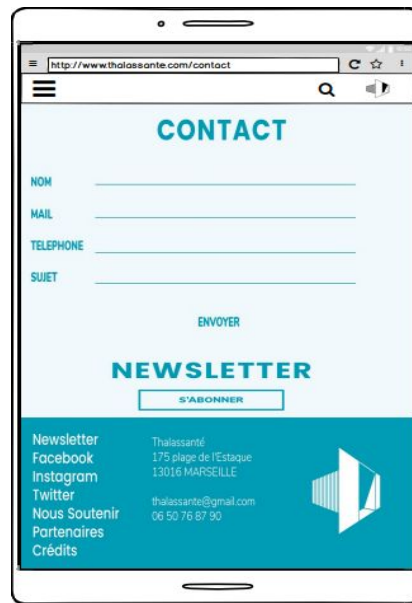 http://www.thalassante.com/contact
CONTACT
NOM
MAIL
TELEPHONE
SUJET
ENVOYER
NEWSLETTER
S'ABONNER
Newsletter
Facebook
Instagram
Twitter
Nous Soutenir
Partenaires
Crédits
Thalassanté
175 plage de l'Estaque
13016 MARSEILLE
thalassante@gmail.com
06 50 76 87 90